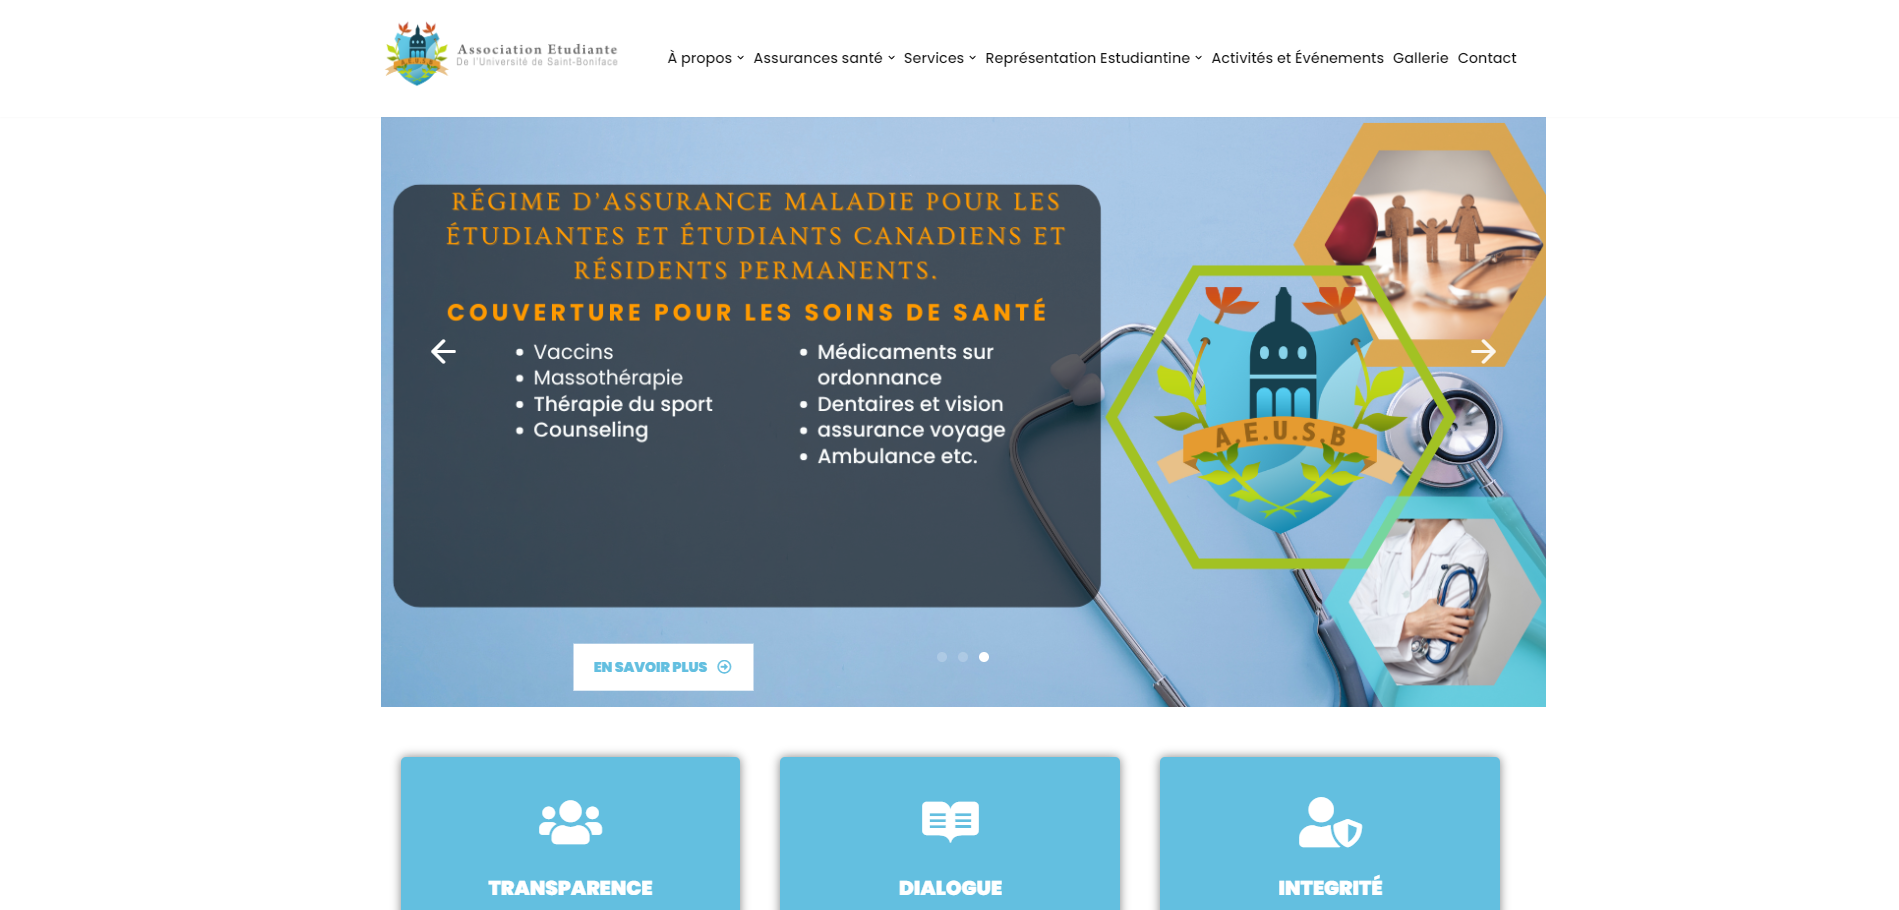 Association Etudiante
De l'Université de Saint-Boniface
À propos Assurances santé Services Représentation Estudiantine Activités et Événements Gallerie Contact
RÉGIME D'ASSURANCE MALADIE POUR LES
ÉTUDIANTES ET ÉTUDIANTS CANADIENS ET
RÉSIDENTS PERMANENTS.
COUVERTURE POUR LES SOINS DE SANTÉ
• Vaccins
• Massothérapie
• Thérapie du sport
• Counseling
• Médicaments sur
ordonnance
• Dentaires et vision
• assurance voyage
• Ambulance etc.
A.E.U.S.B
EN SAVOIR PLUS
TRANSPARENCE
DIALOGUE
INTEGRITÉ